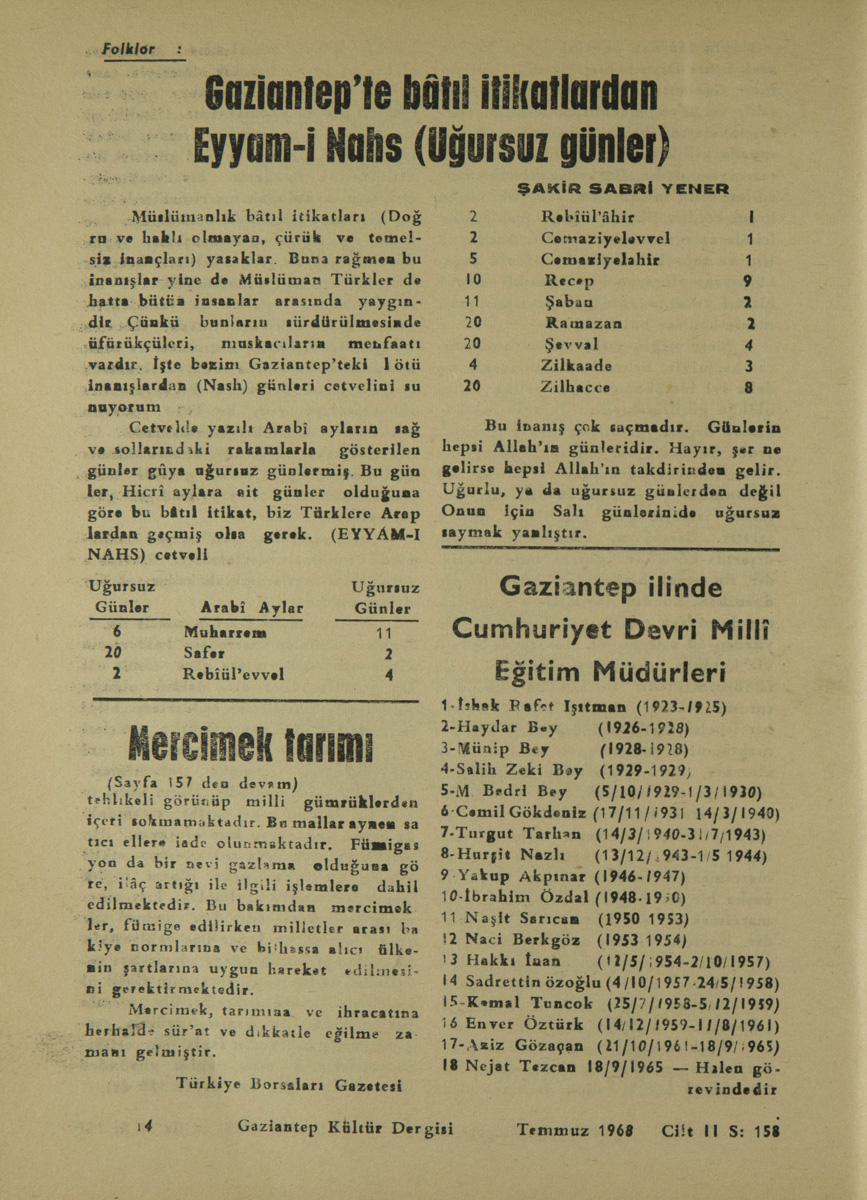 Folklor :
Gaziantep'te bâtıl itikatlardan
Eyyam-i Nahs (Uğursuz günler)
ŞAKİR SABRİ YENER
Müslümanlık bâtıl itikatları (Doğ
ru ve haklı olmayan, çürük ve temel-
siz inançları) yasaklar. Buna rağmen bu
inanışlar yine de Müslüman Türkler de
hatta bütün insanlar arasında yaygın-
dır. Çünkü bunların sürdürülmesinde
üfürükçüleri, muskacıların menfaatı
vardır. İşte bezim Gaziantep'teki 1 ötü
inanışlardan (Nash) günleri cetvelini su
nuyorum
Cetvelde yazılı Arabî ayların sağ
ve sollarındaki rakamlarla gösterilen
günler gûya uğursuz günlermiş. Bu gün
ler, Hicrî aylara ait günler olduğuna
göre bu bâtıl itikat, biz Türklere Arap
lardan geçmiş olsa gerek. (EYYÂM-I
NAHS) cetveli
Uğursuz Uğursuz
Günler Arabî Aylar Günler
6 Muharrem 11
20 Safer 2
2 Rebîül'evvel 4
2 Rebîül'âhir 1
2 Cemaziyelevvel 1
5 Cemaziyelahir 1
10 Recep 9
11 Şaban 2
20 Ramazan 2
20 Şevval 4
4 Zilkaade 3
20 Zilhacce 8
Bu inanış çok saçmadır. Günlerin
hepsi Allah'ın günleridir. Hayır, şer ne
gelirse hepsi Allah'ın takdirinden gelir.
Uğurlu, ya da uğursuz günlerden değil
Onun için Salı günlerinide uğursuz
saymak yanlıştır.
Mercimek tarımı
(Sayfa 157 den devam)
tehlikeli görünüp milli gümrüklerden
içeri sokmamaktadır. Bu mallar aynen sa
tıcı ellere iade olunmaktadır. Fümigas
yon da bir nevi gazlama olduğuna gö
re, ilâç artığı ile ilgili işlemlere dahil
edilmektedir. Bu bakımdan mercimek
ler, fümige edilirken milletler arası ba
kiye normlarına ve bilhassa alıcı ülke-
nin şartlarına uygun hareket edilmesi-
ni gerektirmektedir.
Mercimek, tarımına ve ihracatına
herhalde sür'at ve dikkatle eğilme za
manı gelmiştir.
Türkiye Borsaları Gazetesi
Gaziantep ilinde
Cumhuriyet Devri Millî
Eğitim Müdürleri
1-İshak Rafet Işıtman (1923-1925)
2-Haydar Bey (1926-1928)
3-Münip Bey (1928-1928)
4-Salih Zeki Bey (1929-1929)
5-M. Bedri Bey (5/10/1929-1/3/1930)
6-Cemil Gökdeniz (17/11/1931 14/3/1940)
7-Turgut Tarhan (14/3/1940-31/7/1943)
8-Hurşit Nazlı (13/12/1943-1/5 1944)
9 Yakup Akpınar (1946-1947)
10-İbrahim Özdal (1948-1950)
11 Naşit Sarıcan (1950 1953)
12 Naci Berkgöz (1953 1954)
13 Hakkı İnan (12/5/1954-2/10/1957)
14 Sadrettin özoğlu (4/10/1957-24/5/1958)
15-Kemal Tuncok (25/7/1958-5/12/1959)
16 Enver Öztürk (14/12/1959-11/8/1961)
17-Aziz Gözaçan (21/10/1961-18/9/1965)
18 Nejat Tezcan 18/9/1965 — Halen gö-
revindedir
14 Gaziantep Kültür Dergisi Temmuz 1968 Cilt II S: 158